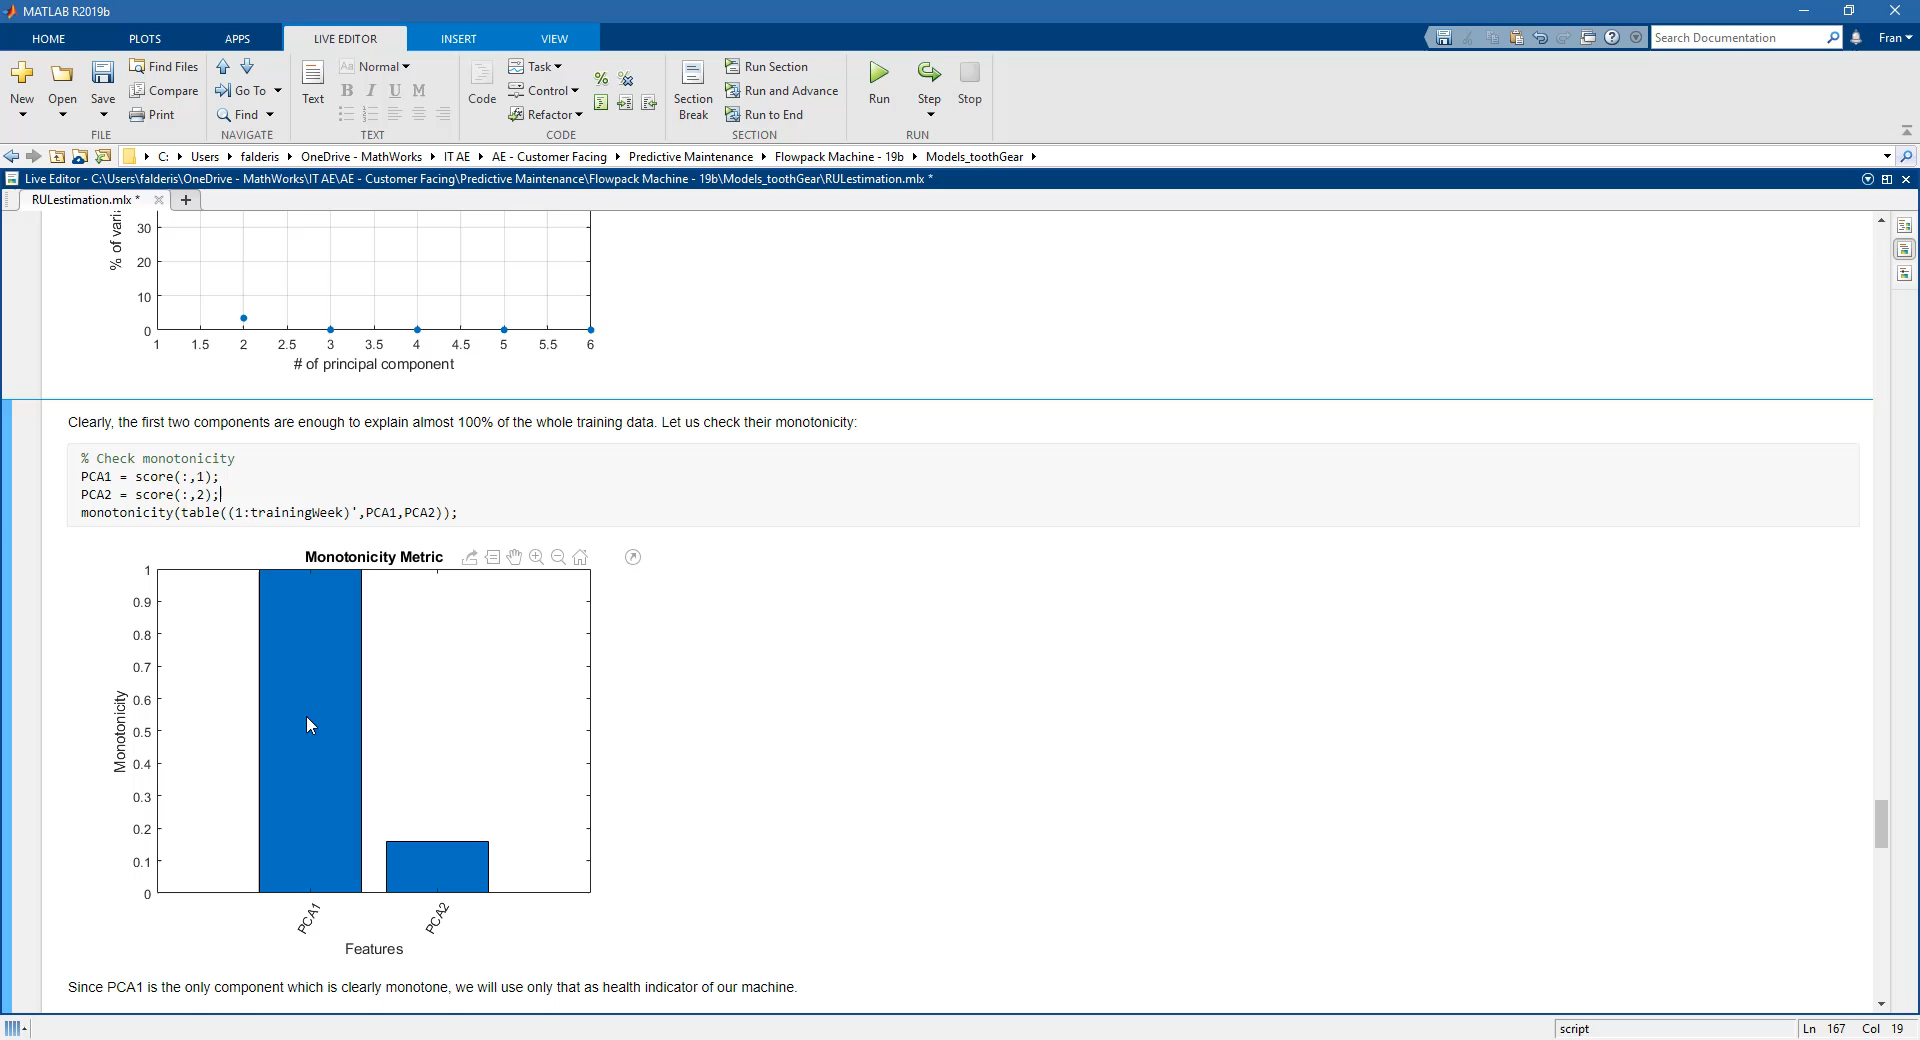 MATLAB R2019b
HOME PLOTS APPS LIVE EDITOR INSERT VIEW
Search Documentation
Fran
New
Open
Save
Find Files
Compare
Print
FILE
Go To
Find
NAVIGATE
Text
Aa Normal
B I U M
TEXT
Code
Task
Control
Refactor
CODE
Section
Break
Run Section
Run and Advance
Run to End
SECTION
Run
Step
Stop
RUN
C: Users falderis OneDrive - MathWorks IT AE AE - Customer Facing Predictive Maintenance Flowpack Machine - 19b Models_toothGear
Live Editor - C:\Users\falderis\OneDrive - MathWorks\IT AE\AE - Customer Facing\Predictive Maintenance\Flowpack Machine - 19b\Models_toothGear\RULestimation.mlx *
RULestimation.mlx *
% of vari
30
20
10
0
1 1.5 2 2.5 3 3.5 4 4.5 5 5.5 6
# of principal component
Clearly, the first two components are enough to explain almost 100% of the whole training data. Let us check their monotonicity:
% Check monotonicity
PCA1 = score(:,1);
PCA2 = score(:,2);
monotonicity(table((1:trainingWeek)',PCA1,PCA2));
Monotonicity Metric
Monotonicity
1
0.9
0.8
0.7
0.6
0.5
0.4
0.3
0.2
0.1
0
PCA1 PCA2
Features
Since PCA1 is the only component which is clearly monotone, we will use only that as health indicator of our machine.
script
Ln 167 Col 19